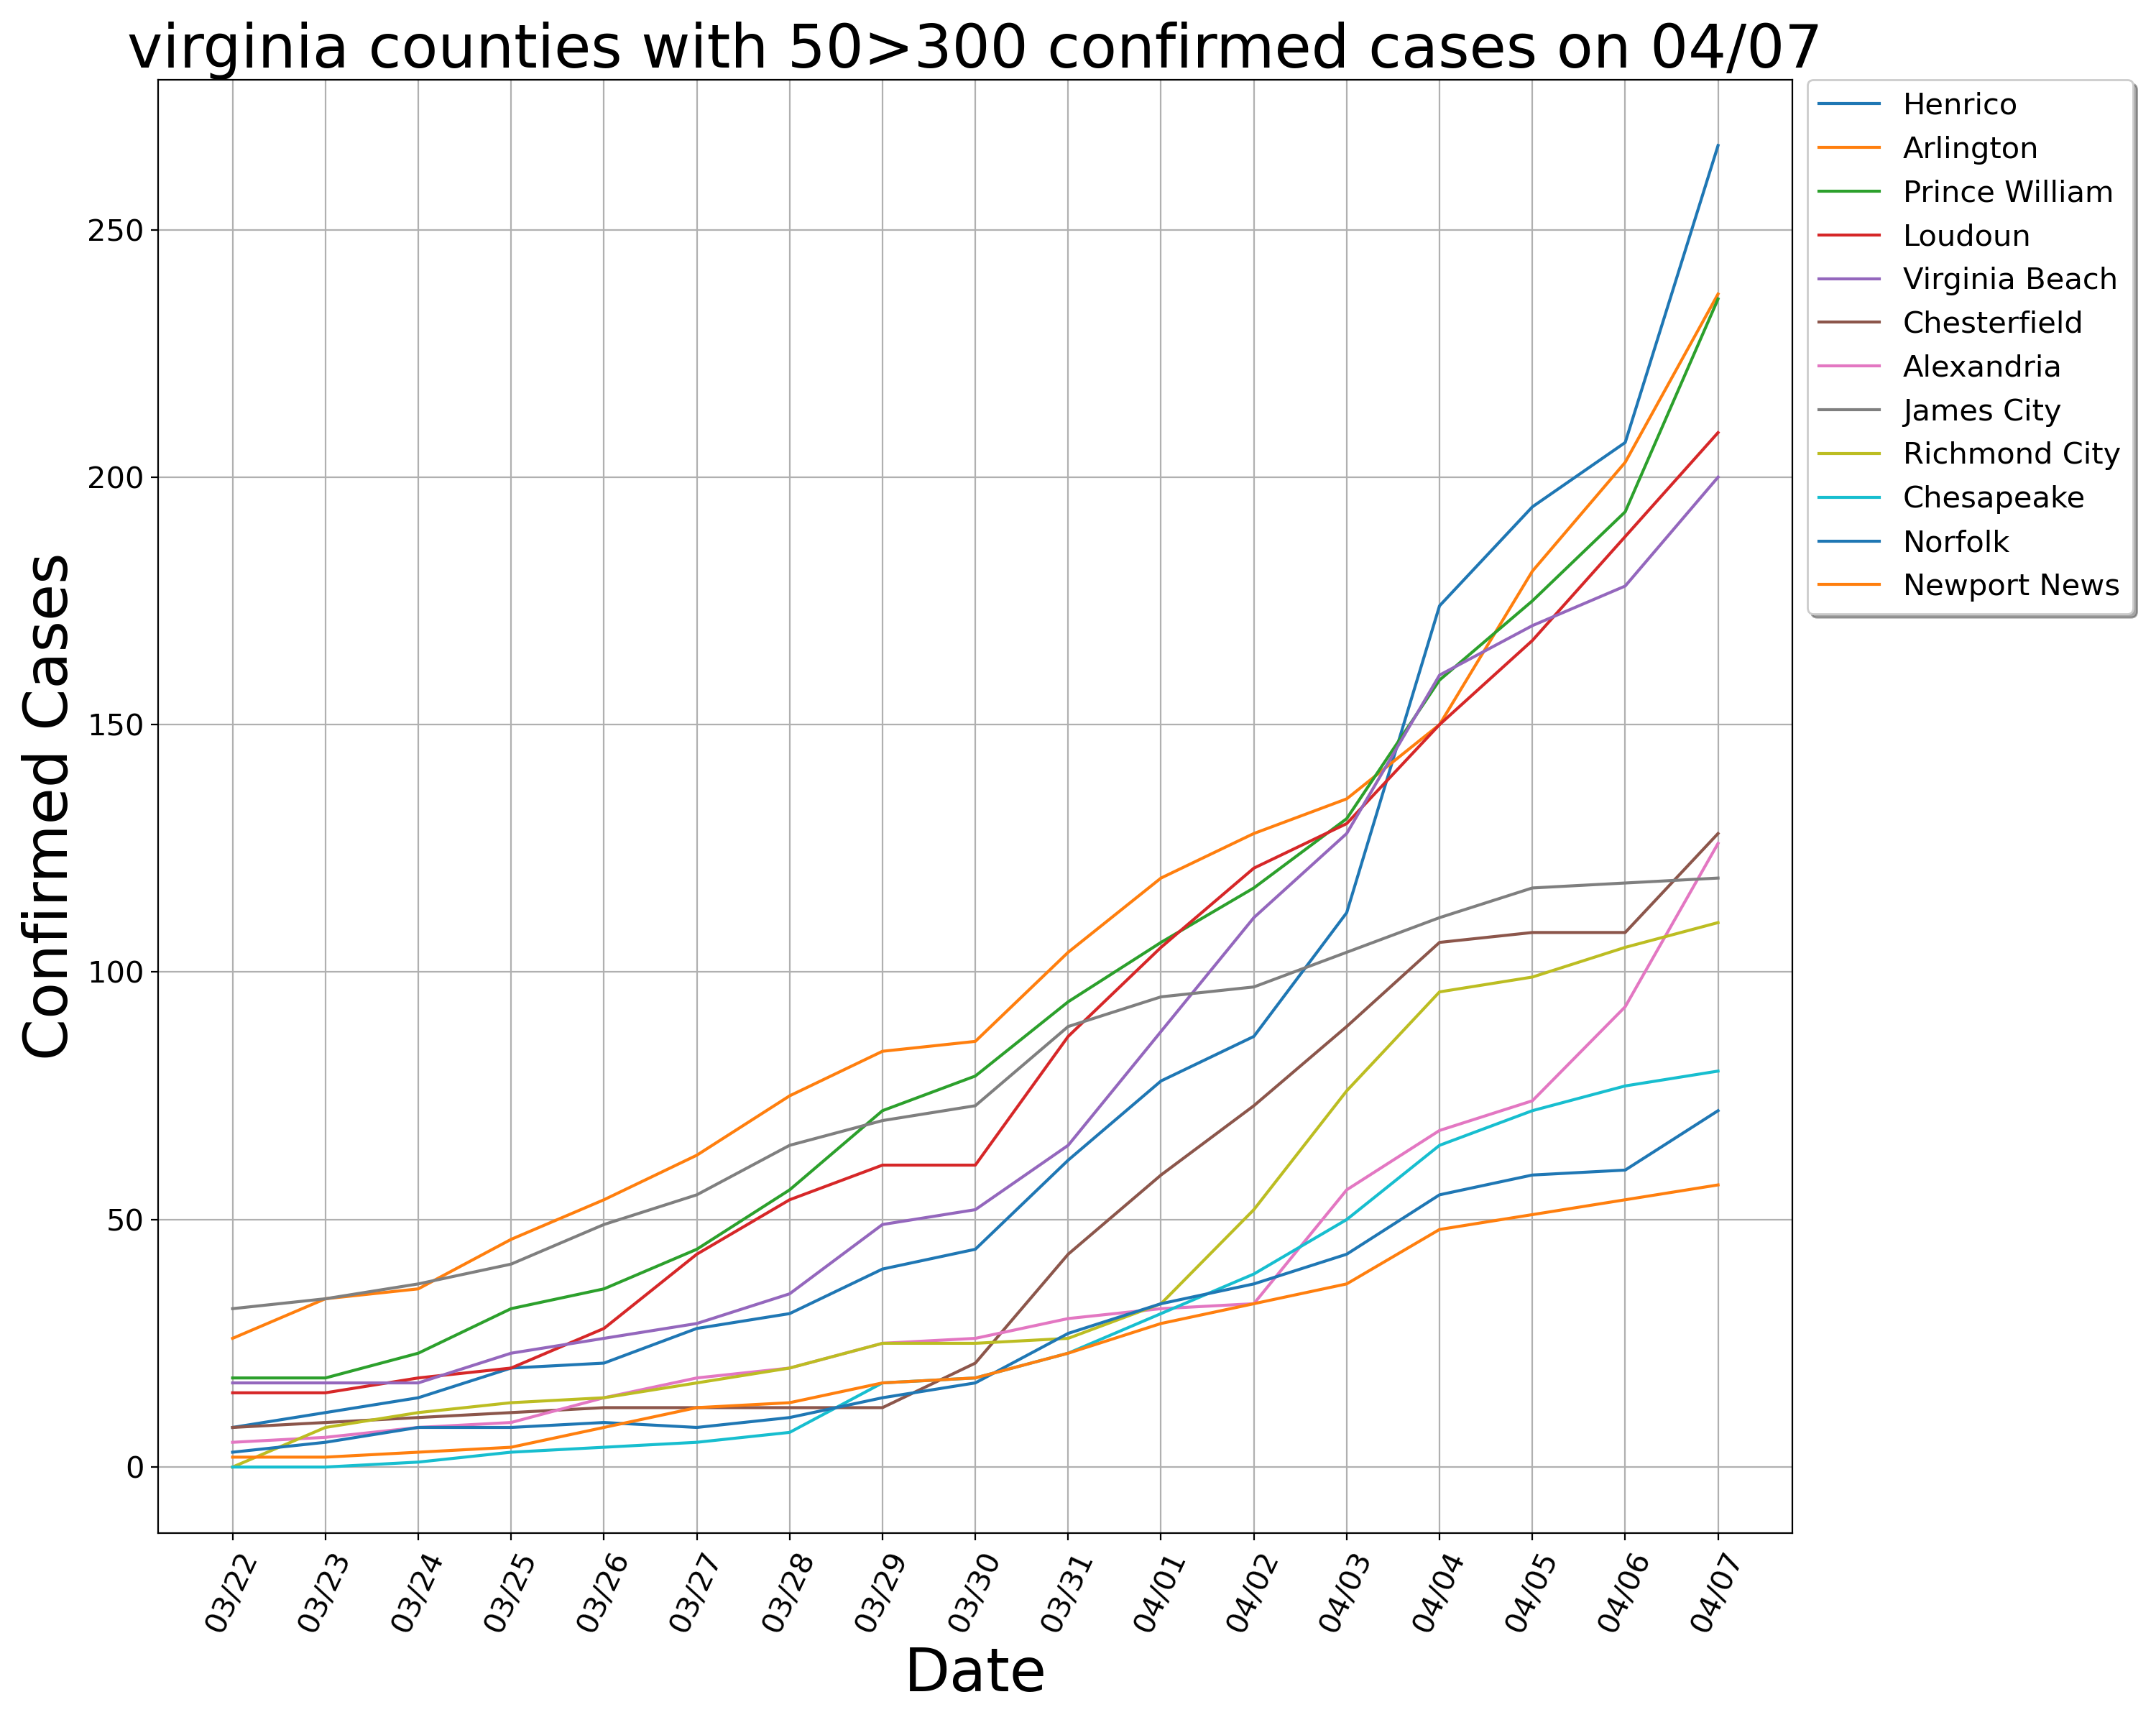 virginia counties with 50>300 confirmed cases on 04/07
Confirmed Cases
250
200
150
100
50
0
03/22
03/23
03/24
03/25
03/26
03/27
03/28
03/29
03/30
03/31
04/01
04/02
04/03
04/04
04/05
04/06
04/07
Date
Henrico
Arlington
Prince William
Loudoun
Virginia Beach
Chesterfield
Alexandria
James City
Richmond City
Chesapeake
Norfolk
Newport News